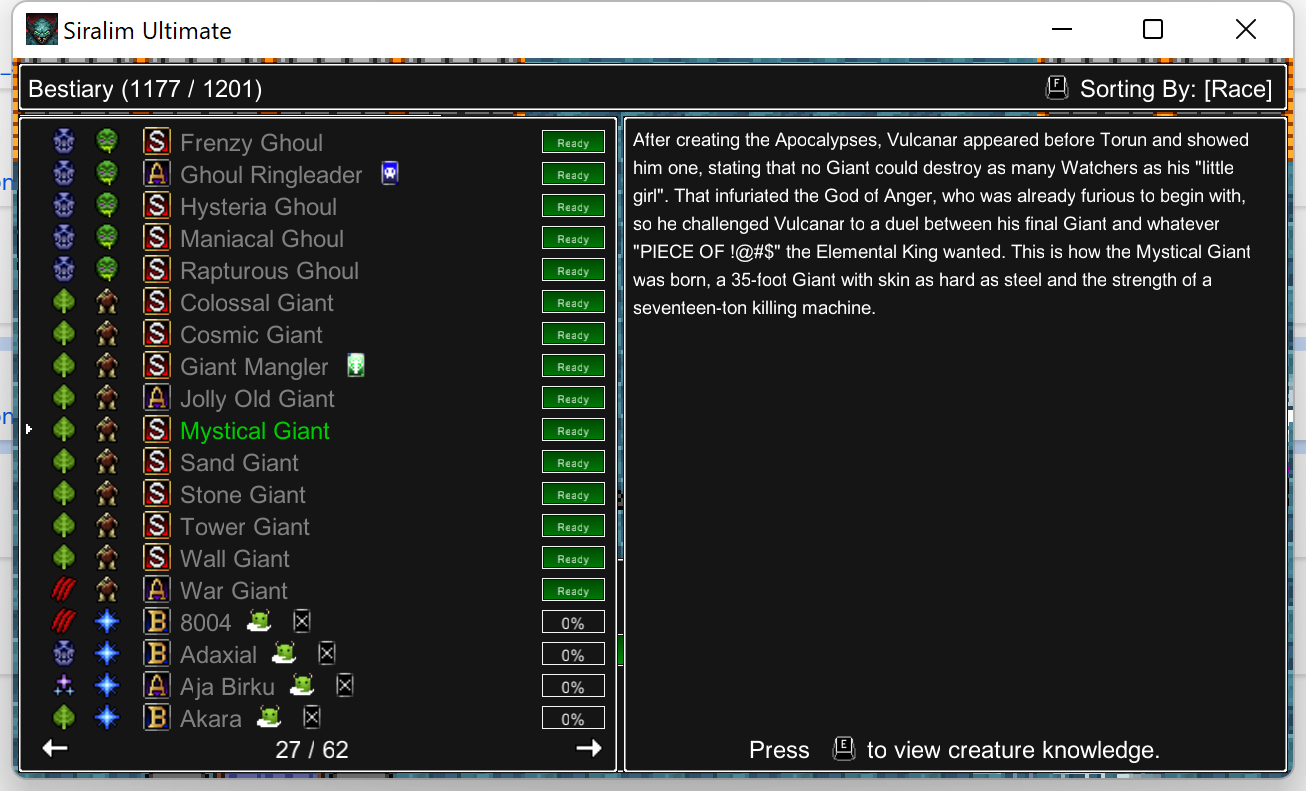 Siralim Ultimate
Bestiary (1177 / 1201)
F Sorting By: [Race]
S Frenzy Ghoul Ready
A Ghoul Ringleader Ready
S Hysteria Ghoul Ready
S Maniacal Ghoul Ready
S Rapturous Ghoul Ready
S Colossal Giant Ready
S Cosmic Giant Ready
S Giant Mangler Ready
A Jolly Old Giant Ready
S Mystical Giant Ready
S Sand Giant Ready
S Stone Giant Ready
S Tower Giant Ready
S Wall Giant Ready
A War Giant Ready
B 8004 0%
B Adaxial 0%
A Aja Birku 0%
B Akara 0%
27 / 62
After creating the Apocalypses, Vulcanar appeared before Torun and showed
him one, stating that no Giant could destroy as many Watchers as his "little
girl". That infuriated the God of Anger, who was already furious to begin with,
so he challenged Vulcanar to a duel between his final Giant and whatever
"PIECE OF !@#$" the Elemental King wanted. This is how the Mystical Giant
was born, a 35-foot Giant with skin as hard as steel and the strength of a
seventeen-ton killing machine.
Press E to view creature knowledge.